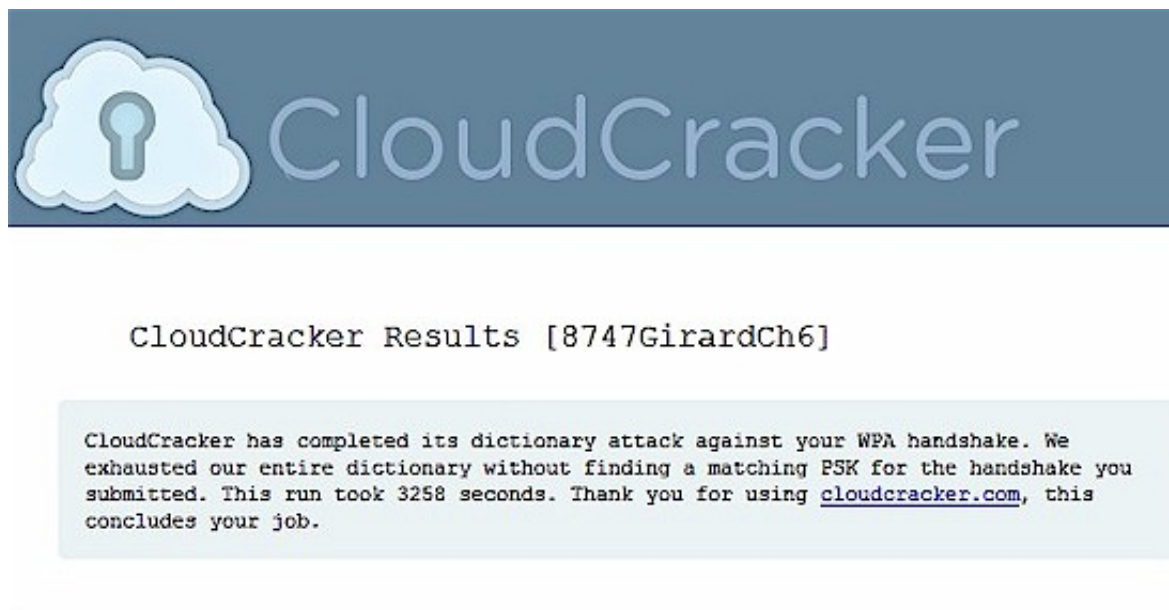 CloudCracker
CloudCracker Results [8747GirardCh6]
CloudCracker has completed its dictionary attack against your WPA handshake. We
exhausted our entire dictionary without finding a matching PSK for the handshake you
submitted. This run took 3258 seconds. Thank you for using cloudcracker.com, this
concludes your job.